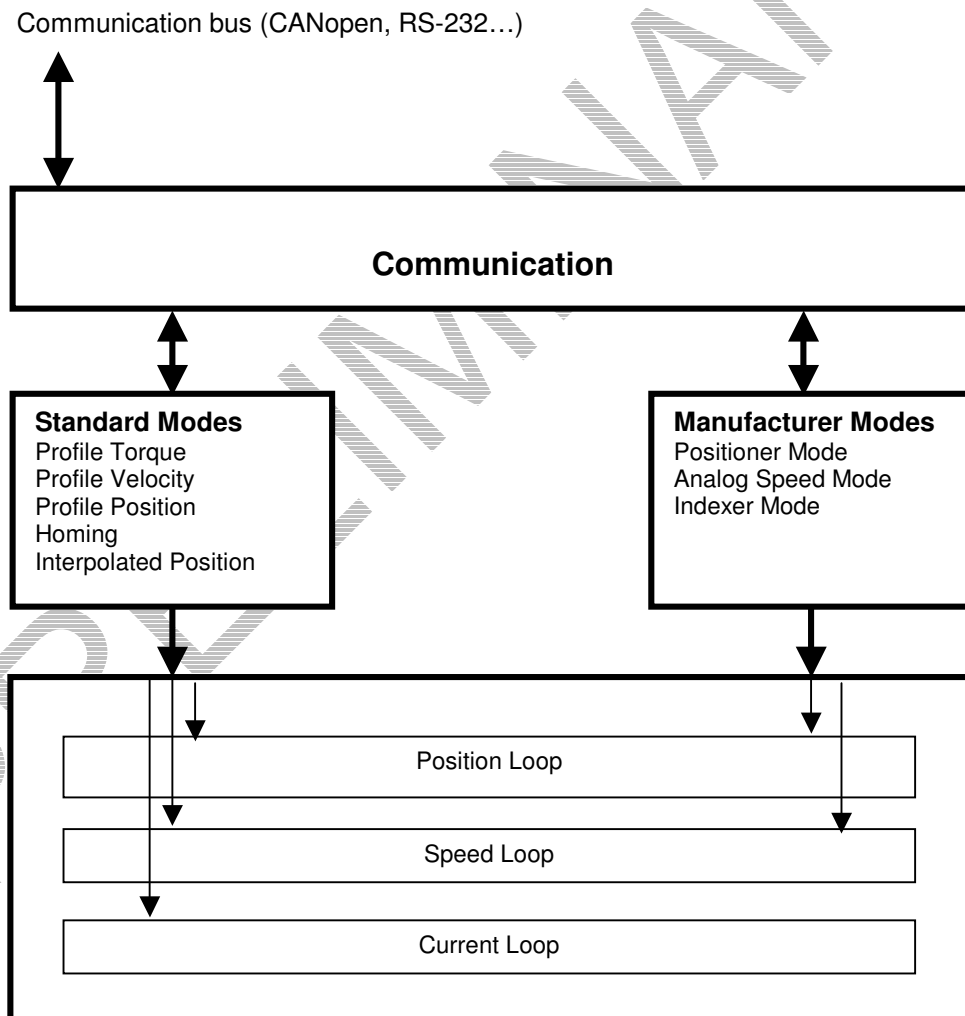 Communication bus (CANopen, RS-232…)
Communication
Standard Modes
Profile Torque
Profile Velocity
Profile Position
Homing
Interpolated Position
Manufacturer Modes
Positioner Mode
Analog Speed Mode
Indexer Mode
Position Loop
Speed Loop
Current Loop